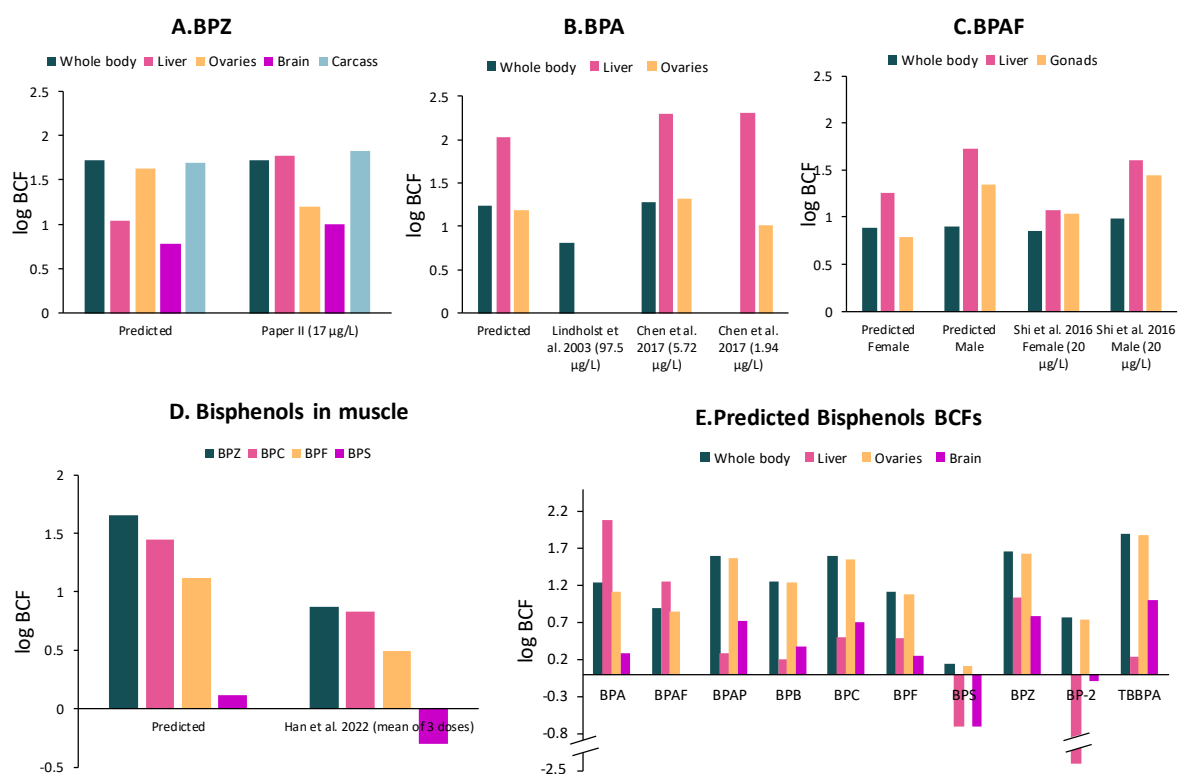 A.BPZ
Whole body Liver Ovaries Brain Carcass
2.5
2
1.5
1
0.5
0
log BCF
Predicted Paper II (17 µg/L)
B.BPA
Whole body Liver Ovaries
2.5
2
1.5
1
0.5
0
log BCF
Predicted Lindholst et Chen et al. Chen et al.
al. 2003 (97.5 2017 (5.72 2017 (1.94
µg/L) µg/L) µg/L)
C.BPAF
Whole body Liver Gonads
2.5
2
1.5
1
0.5
0
log BCF
Predicted Predicted Shi et al. 2016 Shi et al. 2016
Female Male Female (20 Male (20
µg/L) µg/L)
D. Bisphenols in muscle
BPZ BPC BPF BPS
2
1.5
1
0.5
0
-0.5
log BCF
Predicted Han et al. 2022 (mean of 3 doses)
E.Predicted Bisphenols BCFs
Whole body Liver Ovaries Brain
2.2
1.7
1.2
0.7
0.2
-0.3
-0.8
-2.5
log BCF
BPA BPAF BPAP BPB BPC BPF BPS BPZ BP-2 TBBPA